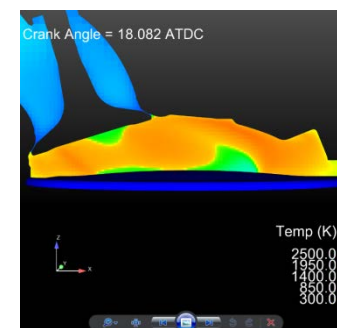 Crank Angle = 18.082 ATDC
z
Y
x
Temp (K)
2500.0
1950.0
1400.0
850.0
300.0